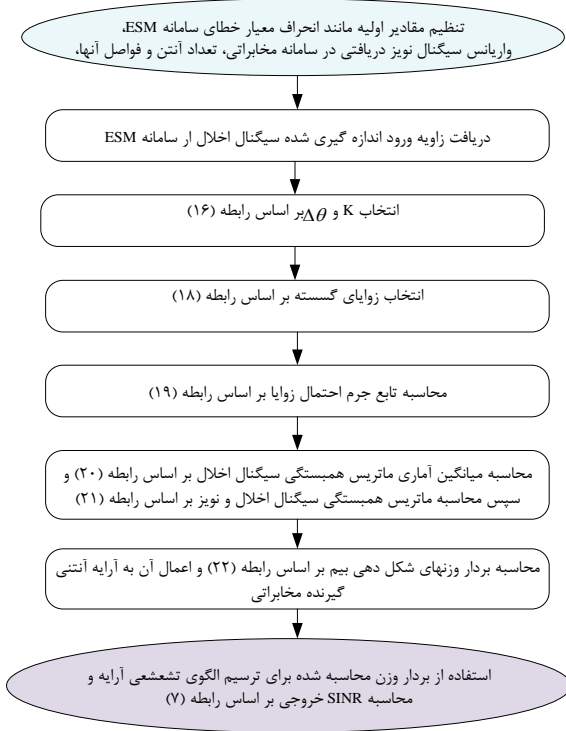 تنظیم مقادیر اولیه مانند انحراف معیار خطای سامانه ESM،
واریانس سیگنال نویز دریافتی در سامانه مخابراتی، تعداد آنتن و فواصل آنها،
دریافت زاویه ورود اندازه گیری شده سیگنال اخلال ار سامانه ESM
انتخاب K و Δθ بر اساس رابطه (۱۶)
انتخاب زوایای گسسته بر اساس رابطه (۱۸)
محاسبه تابع جرم احتمال زوایا بر اساس رابطه (۱۹)
محاسبه میانگین آماری ماتریس همبستگی سیگنال اخلال بر اساس رابطه (۲۰) و
سپس محاسبه ماتریس همبستگی سیگنال اخلال و نویز بر اساس رابطه (۲۱)
محاسبه بردار وزنهای شکل دهی بیم بر اساس رابطه (۲۲) و اعمال آن به آرایه آنتنی
گیرنده مخابراتی
استفاده از بردار وزن محاسبه شده برای ترسیم الگوی تشعشعی آرایه و
محاسبه SINR خروجی بر اساس رابطه (۷)